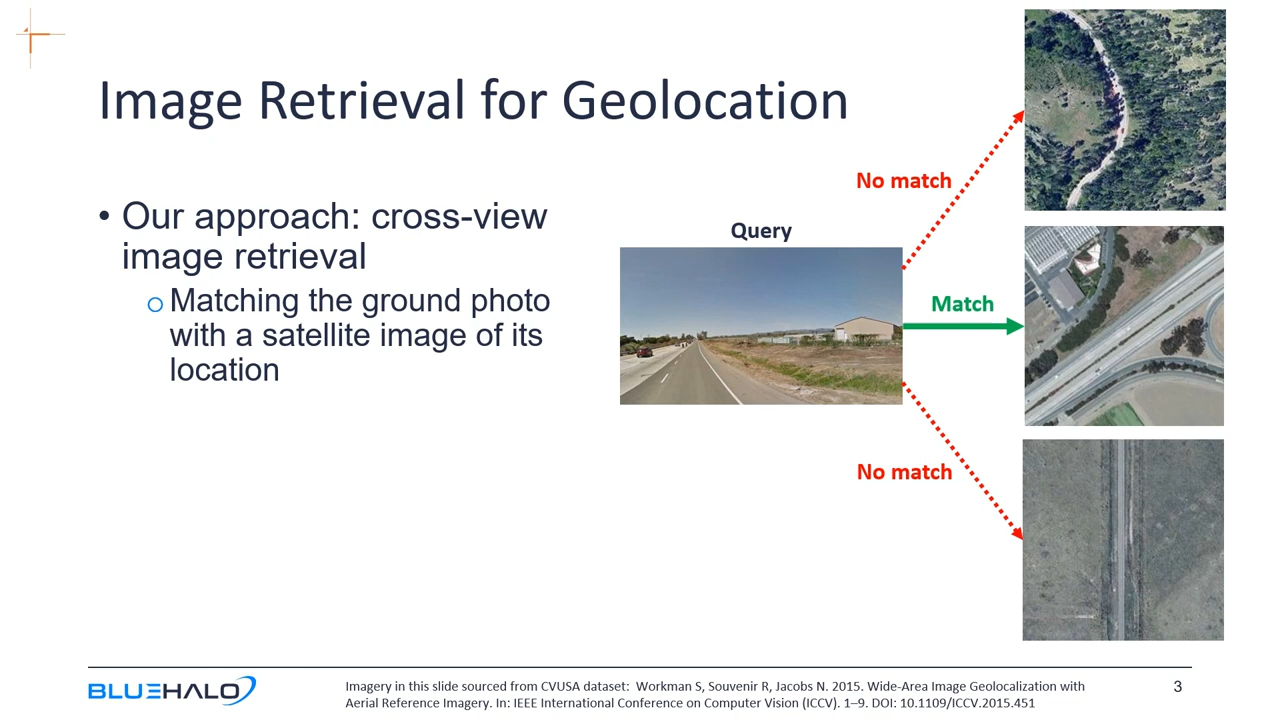 Image Retrieval for Geolocation
• Our approach: cross-view
image retrieval
o Matching the ground photo
with a satellite image of its
location
Query
No match
Match
No match
BLUEHALO
Imagery in this slide sourced from CVUSA dataset: Workman S, Souvenir R, Jacobs N. 2015. Wide-Area Image Geolocalization with
Aerial Reference Imagery. In: IEEE International Conference on Computer Vision (ICCV). 1–9. DOI: 10.1109/ICCV.2015.451
3